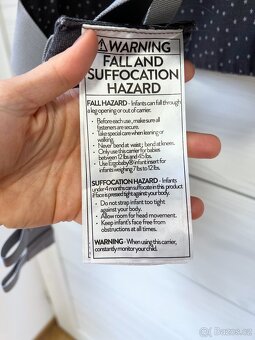 WARNING
FALL AND
SUFFOCATION
HAZARD
FALL HAZARD - Infants can fall through
a leg opening or out of carrier.
• Before each use, make sure all
fasteners are secure.
• Take special care when leaning or
walking.
• Never bend at waist; bend at knees.
• Only use this carrier for babies
between 12 lbs and 45 lbs.
• Use Ergobaby® infant insert for
infants weighing 7 lbs to 12 lbs.
SUFFOCATION HAZARD - Infants
under 4 months can suffocate in this product
if face is pressed tight against your body.
• Do not strap infant too tight
against your body.
• Allow room for head movement.
• Keep infant's face free from
obstructions at all times.
WARNING - When using this carrier,
constantly monitor your child.
Bazos.cz